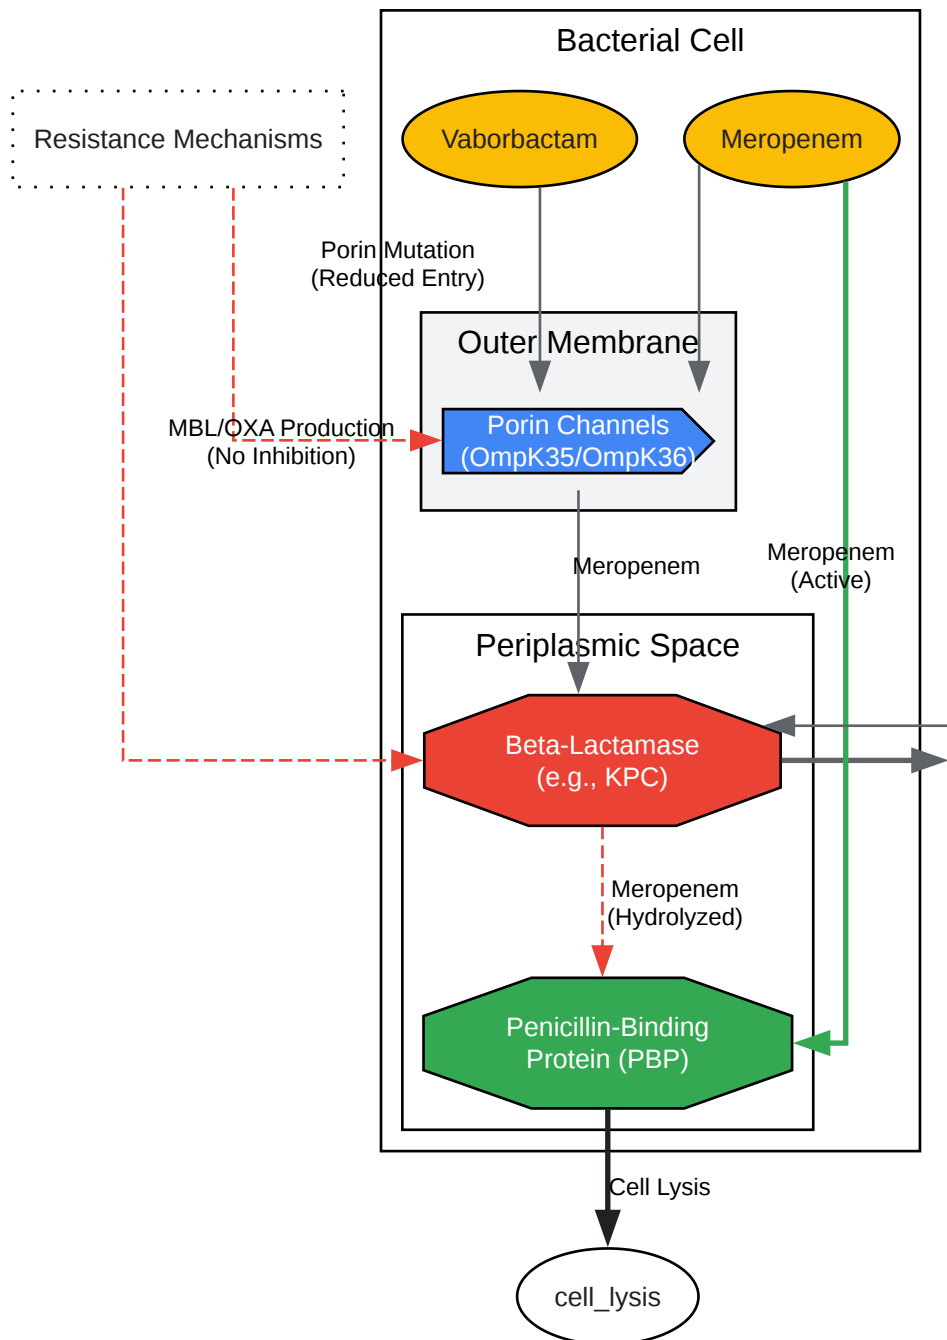 Bacterial Cell
Resistance Mechanisms
Vaborbactam
Meropenem
Porin Mutation
(Reduced Entry)
Outer Membrane
MBL/OXA Production
(No Inhibition)
Porin Channels
(OmpK35/OmpK36)
Meropenem
Meropenem
(Active)
Periplasmic Space
Beta-Lactamase
(e.g., KPC)
Meropenem
(Hydrolyzed)
Penicillin-Binding
Protein (PBP)
Cell Lysis
cell_lysis